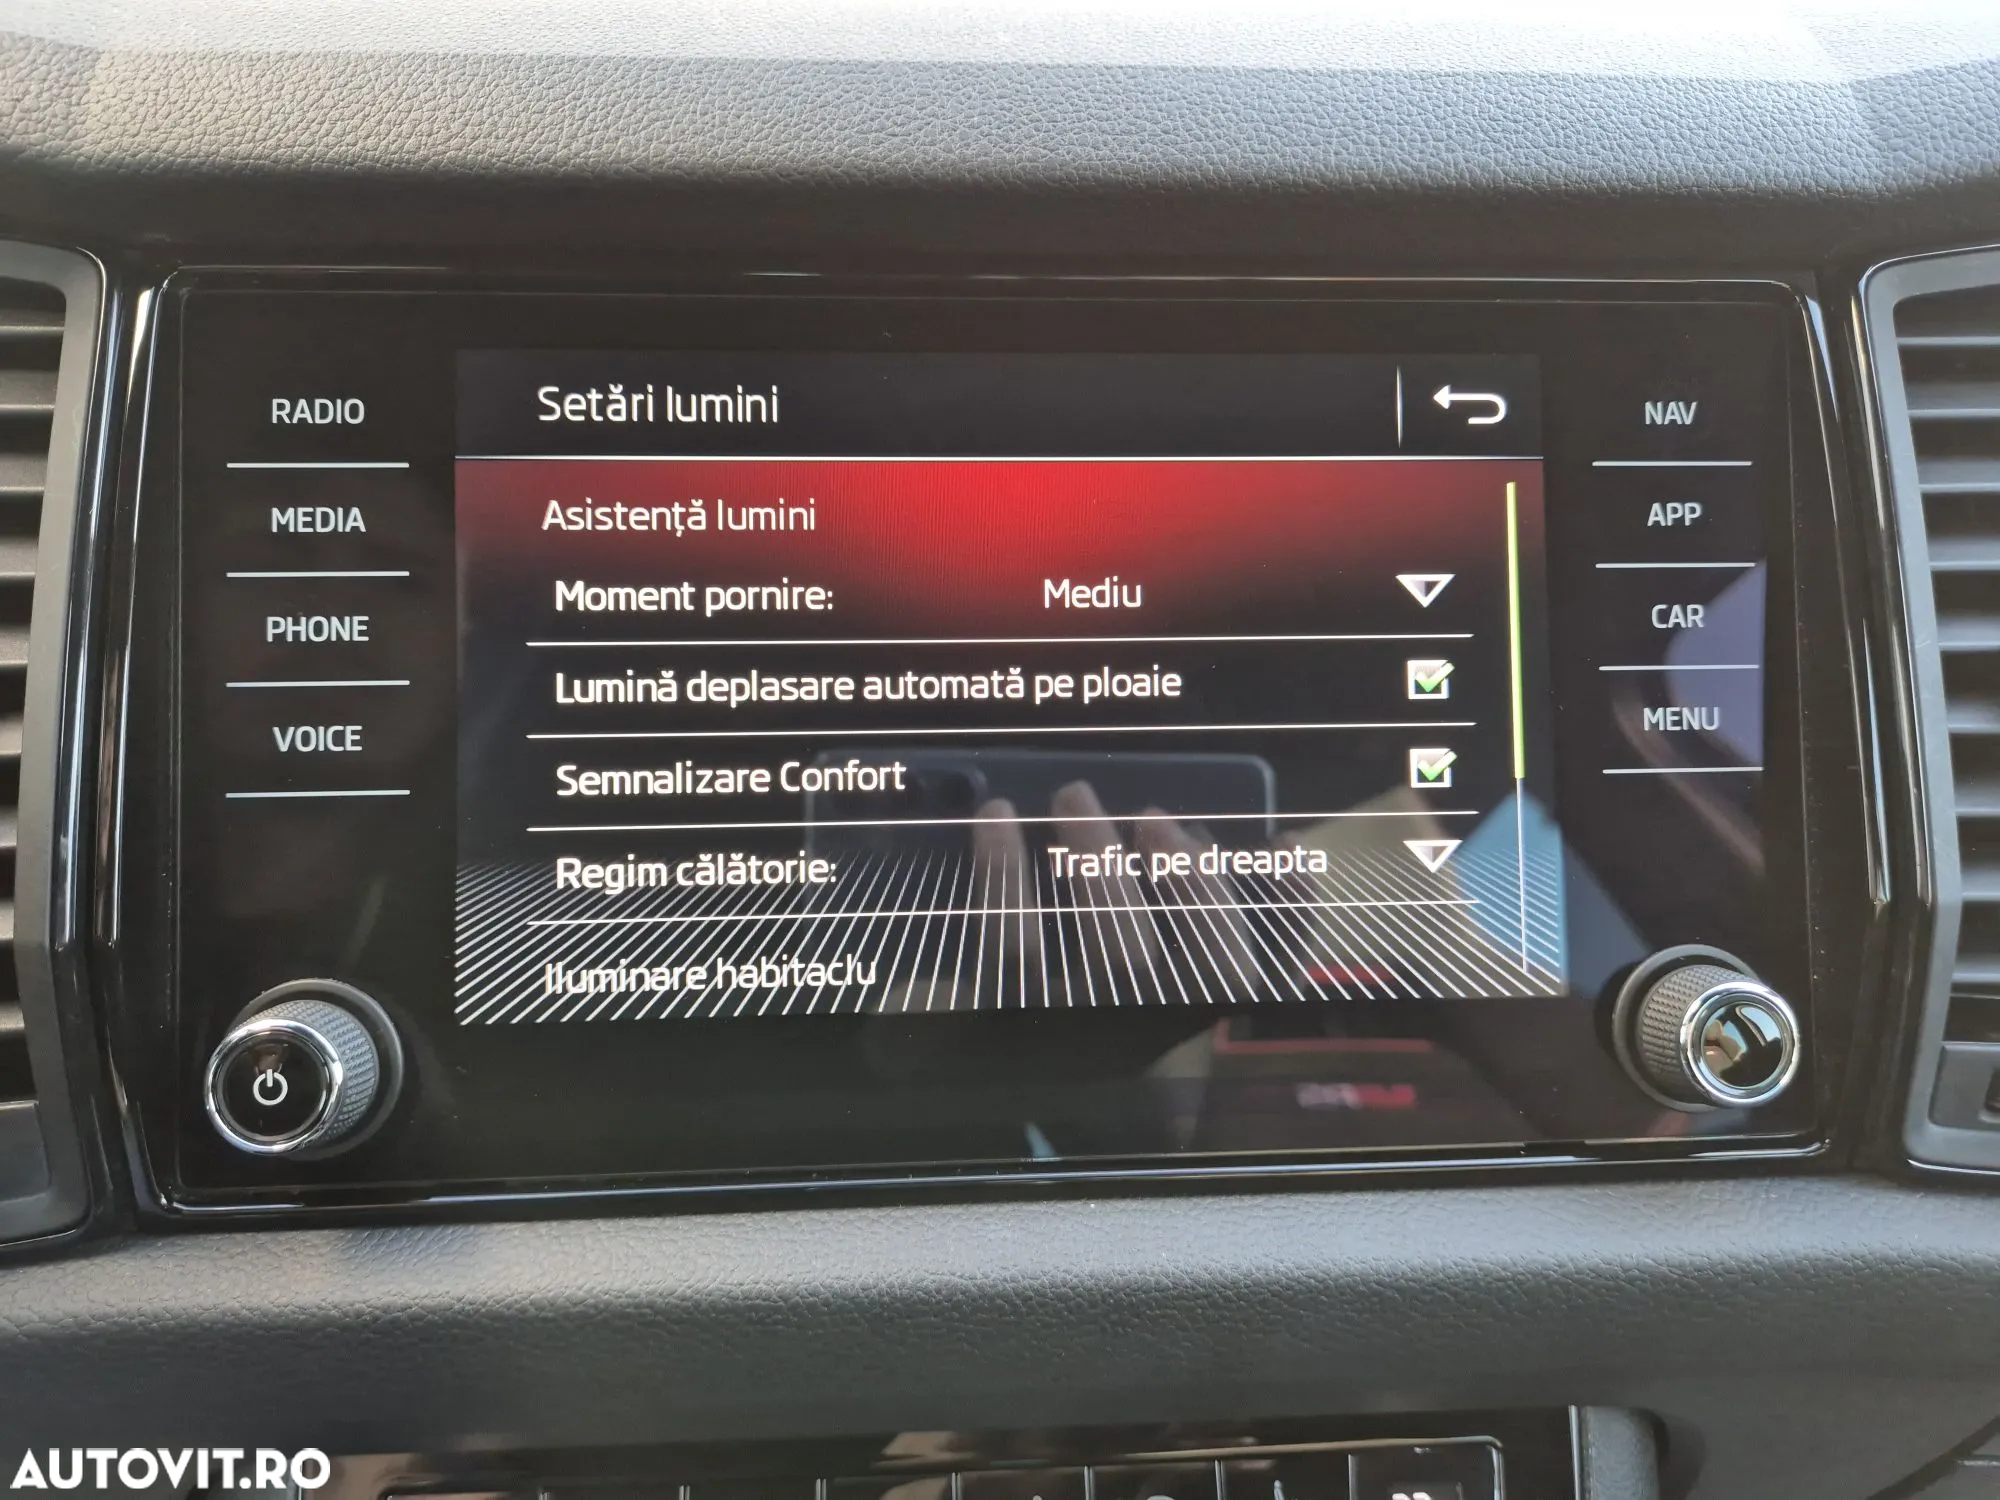 Setări lumini
RADIO
NAV
Asistență lumini
MEDIA
APP
Moment pornire: Mediu
PHONE
CAR
Lumină deplasare automată pe ploaie
VOICE
MENU
Semnalizare Confort
Regim călătorie: Trafic pe dreapta
Iluminare habitaclu
AUTOVIT.RO